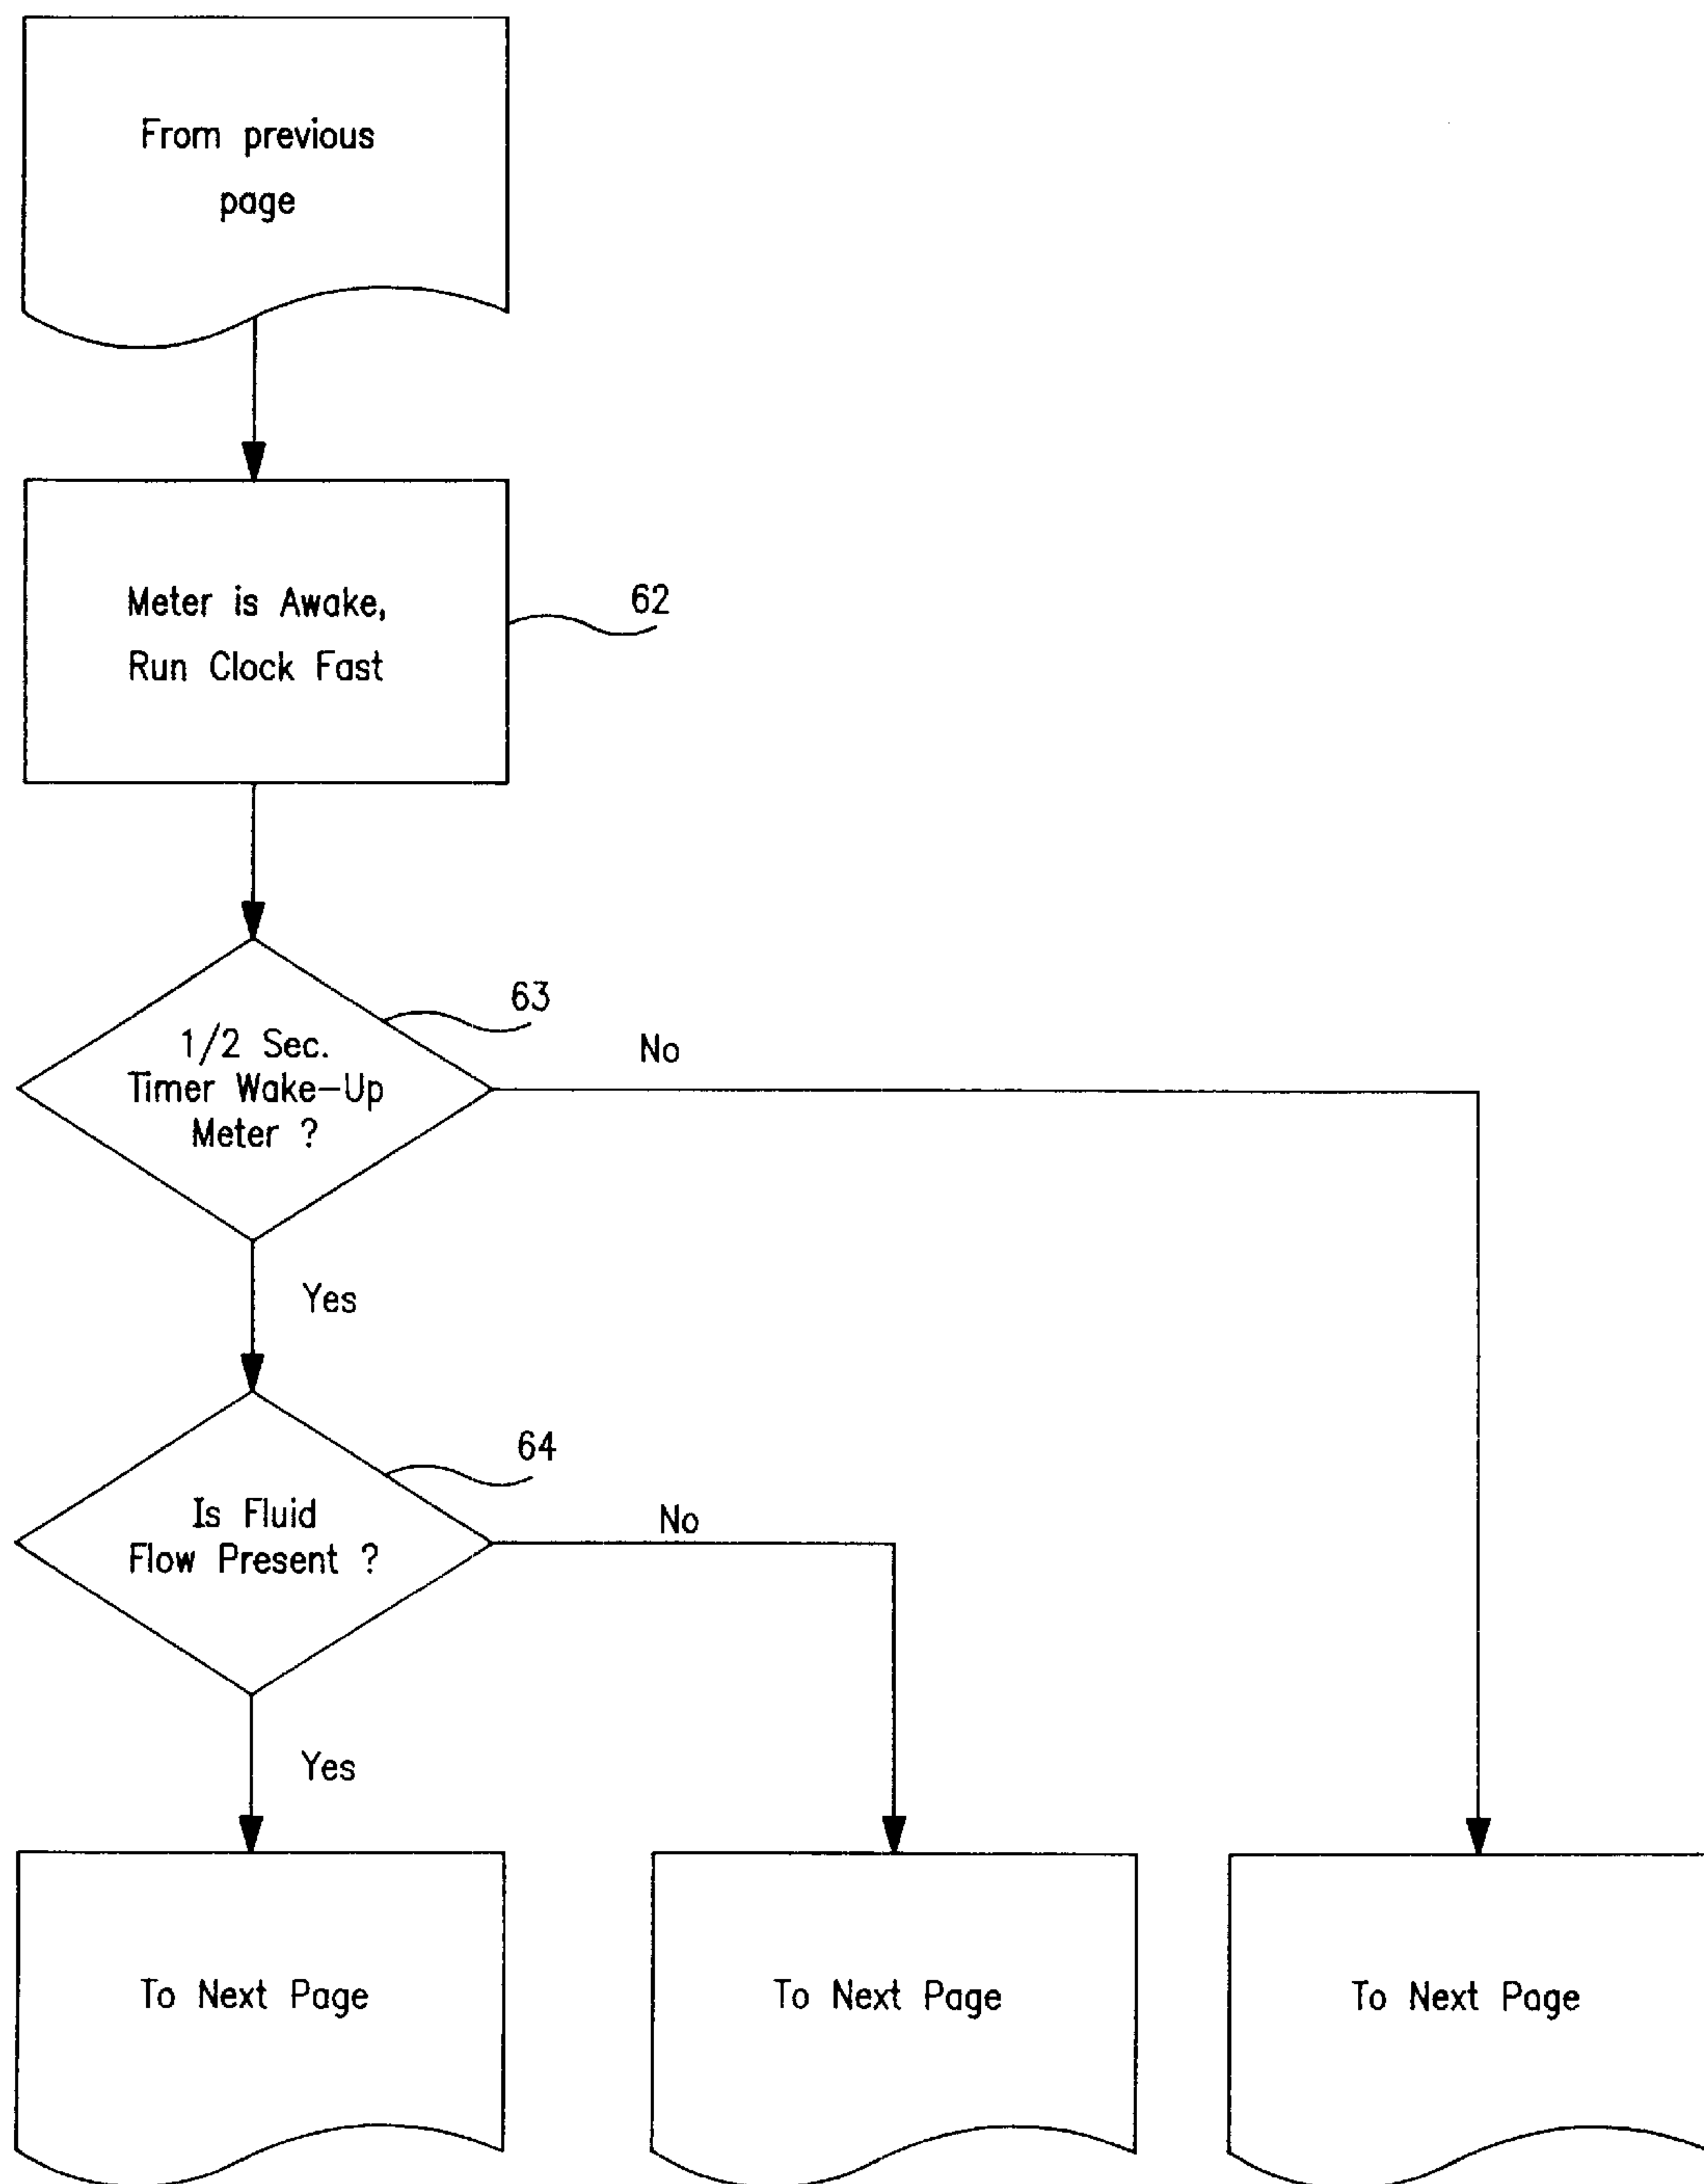 From previous
page
Meter is Awake,
Run Clock Fast
62
63
1/2 Sec.
Timer Wake-Up
Meter ?
No
Yes
64
Is Fluid
Flow Present ?
No
Yes
To Next Page
To Next Page
To Next Page